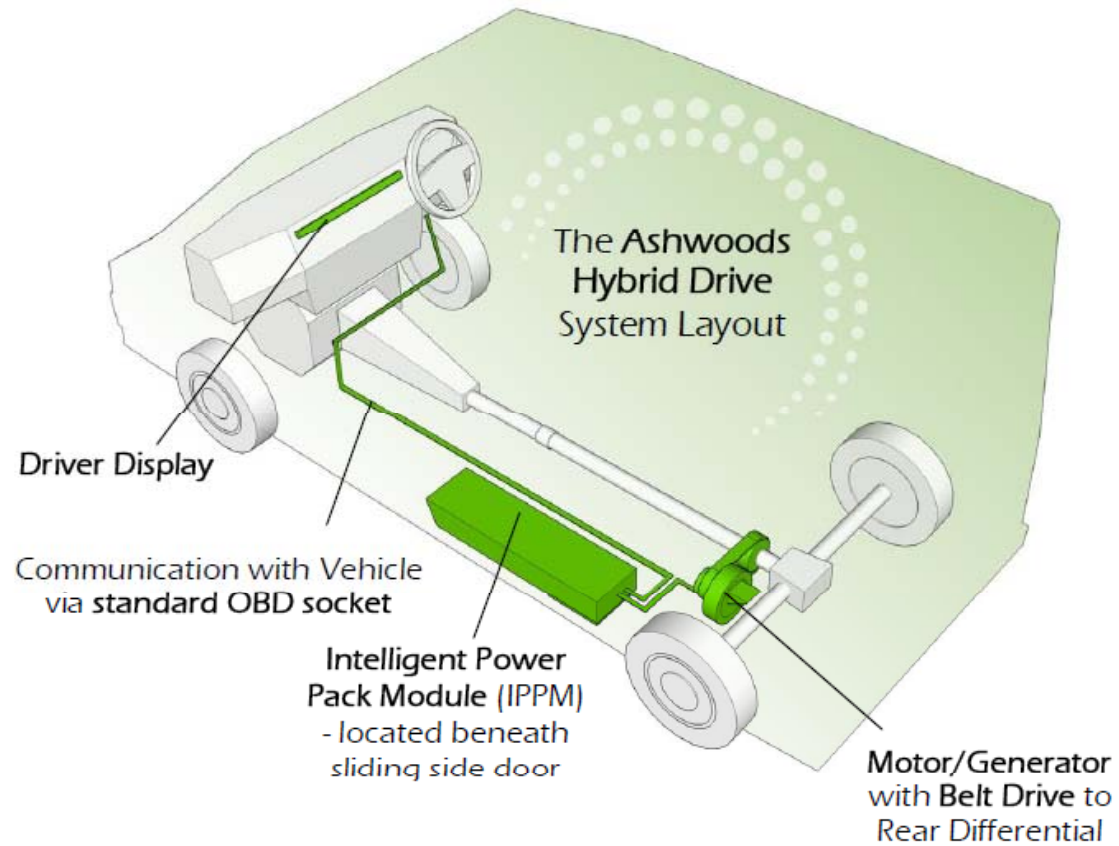 The Ashwoods
Hybrid Drive
System Layout
Driver Display
Communication with Vehicle
via standard OBD socket
Intelligent Power
Pack Module (IPPM)
- located beneath
sliding side door
Motor/Generator
with Belt Drive to
Rear Differential